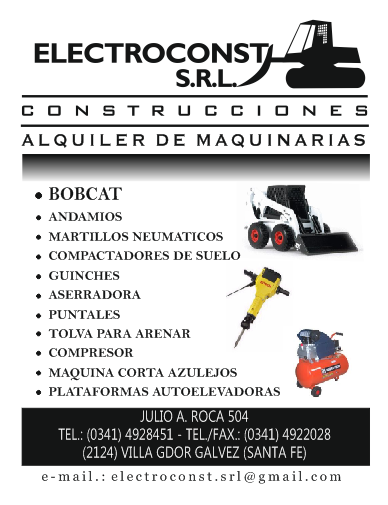 ELECTROCONST
S.R.L.
CONSTRUCCIONES
ALQUILER DE MAQUINARIAS
• BOBCAT
• ANDAMIOS
• MARTILLOS NEUMATICOS
• COMPACTADORES DE SUELO
• GUINCHES
• ASERRADORA
• PUNTALES
• TOLVA PARA ARENAR
• COMPRESOR
• MAQUINA CORTA AZULEJOS
• PLATAFORMAS AUTOELEVADORAS
JULIO A. ROCA 504
TEL.: (0341) 4928451 - TEL./FAX.: (0341) 4922028
(2124) VILLA GDOR GALVEZ (SANTA FE)
e-mail.: electroconst.srl@gmail.com